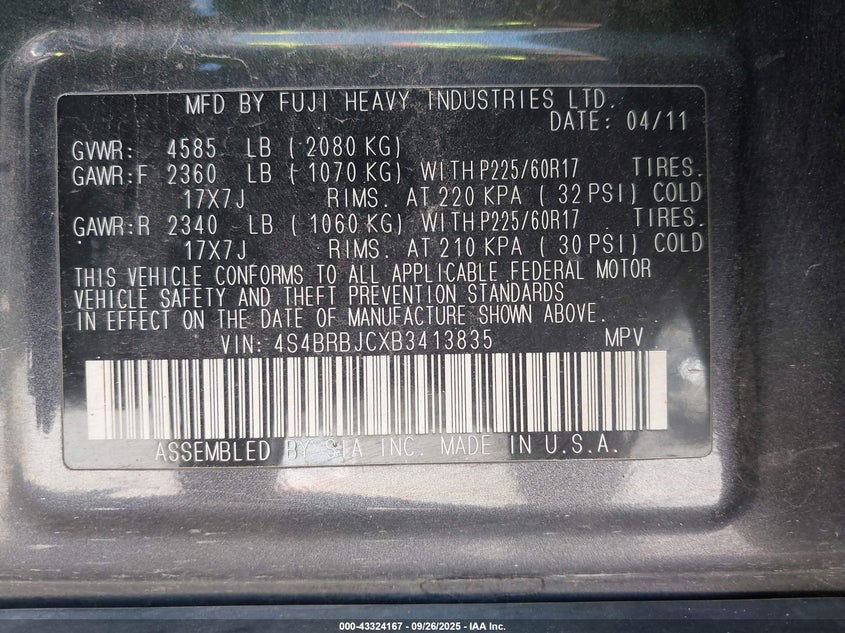 MFD BY FUJI HEAVY INDUSTRIES LTD.
DATE: 04/11
GVWR: 4585 LB ( 2080 KG)
GAWR:F 2360 LB ( 1070 KG) WITH P225/60R17 TIRES.
17X7J RIMS. AT 220 KPA ( 32 PSI) COLD
GAWR:R 2340 LB ( 1060 KG) WITH P225/60R17 TIRES.
17X7J RIMS. AT 210 KPA ( 30 PSI) COLD
THIS VEHICLE CONFORMS TO ALL APPLICABLE FEDERAL MOTOR
VEHICLE SAFETY AND THEFT PREVENTION STANDARDS
IN EFFECT ON THE DATE OF MANUFACTURE SHOWN ABOVE.
VIN: 4S4BRBJCXB3413835 MPV
ASSEMBLED BY SIA INC. MADE IN U.S.A.
000-43324167 - 09/26/2025 - IAA Inc.